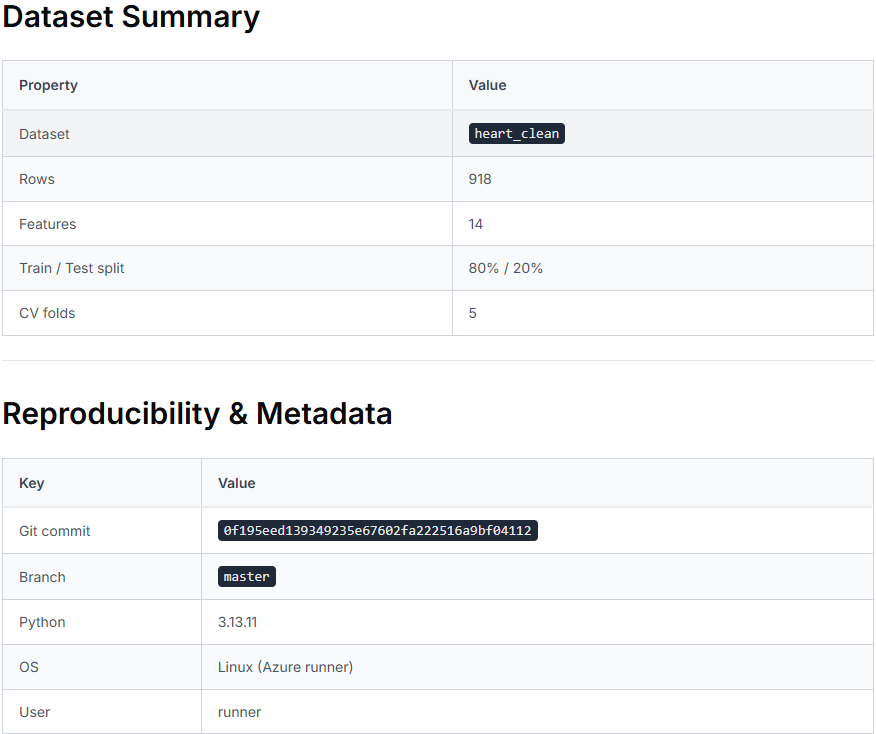 Dataset Summary
Property Value
Dataset heart_clean
Rows 918
Features 14
Train / Test split 80% / 20%
CV folds 5
Reproducibility & Metadata
Key Value
Git commit 0f195eed139349235e67602fa222516a9bf04112
Branch master
Python 3.13.11
OS Linux (Azure runner)
User runner